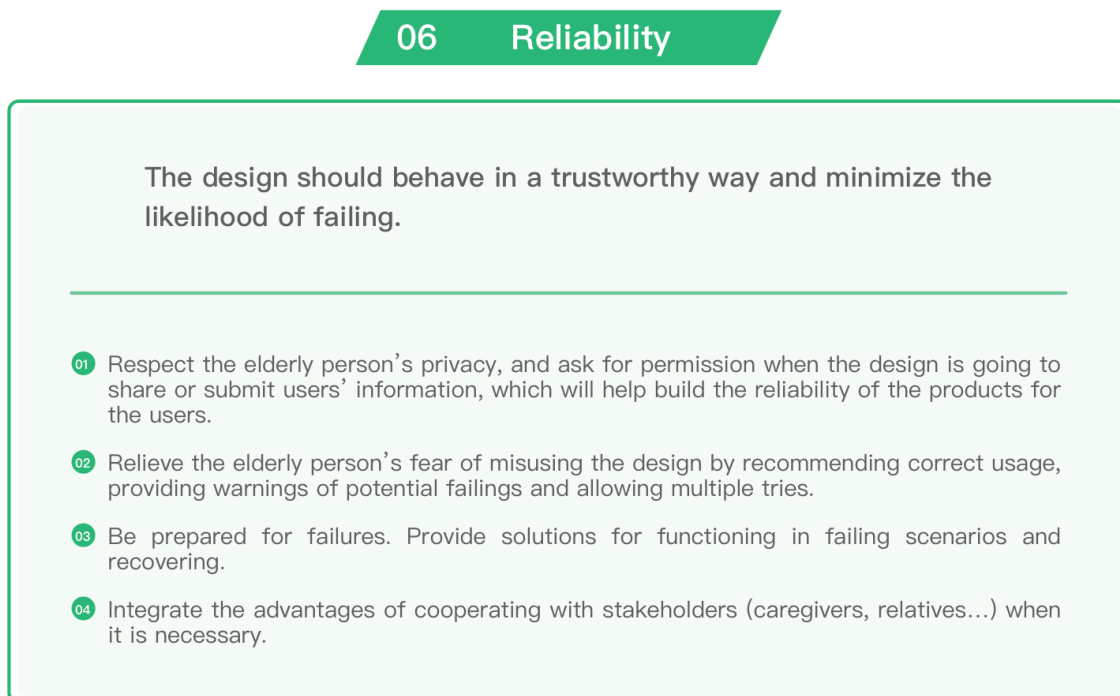 06 Reliability
The design should behave in a trustworthy way and minimize the
likelihood of failing.
01 Respect the elderly person’s privacy, and ask for permission when the design is going to
share or submit users’ information, which will help build the reliability of the products for
the users.
02 Relieve the elderly person’s fear of misusing the design by recommending correct usage,
providing warnings of potential failings and allowing multiple tries.
03 Be prepared for failures. Provide solutions for functioning in failing scenarios and
recovering.
04 Integrate the advantages of cooperating with stakeholders (caregivers, relatives...) when
it is necessary.